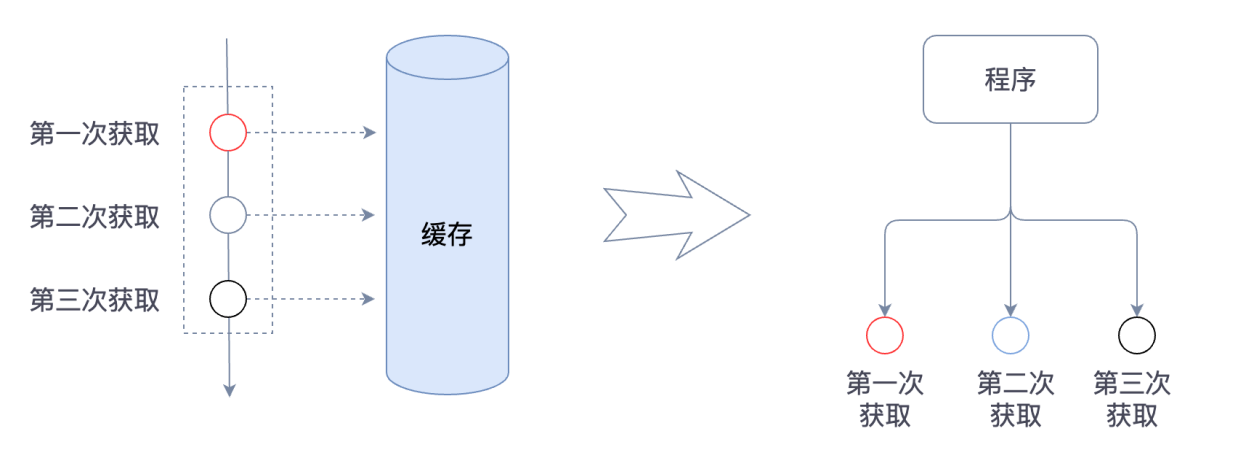 第一次获取
第二次获取
第三次获取
缓存
程序
第一次
获取
第二次
获取
第三次
获取